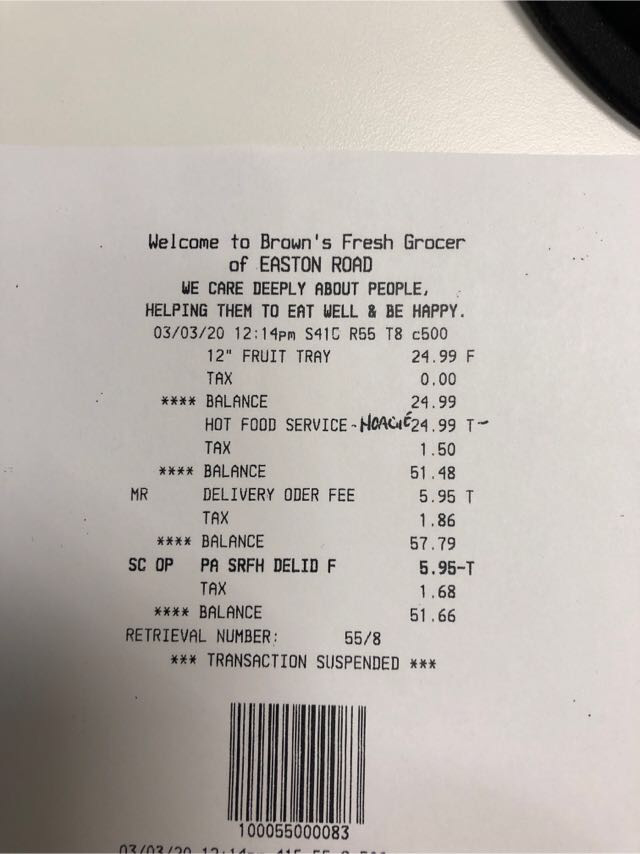 Welcome to Brown's Fresh Grocer
of EASTON ROAD
WE CARE DEEPLY ABOUT PEOPLE,
HELPING THEM TO EAT WELL & BE HAPPY.
03/03/20 12:14pm S41 R55 T8 c500
12" FRUIT TRAY 24.99 F
TAX 0.00
**** BALANCE 24.99
HOT FOOD SERVICE - HOAGIE 24.99 T-
TAX 1.50
**** BALANCE 51.48
MR DELIVERY ODER FEE 5.95 T
TAX 1.86
**** BALANCE 57.79
SC OP PA SRFH DELID F 5.95-T
TAX 1.68
**** BALANCE 51.66
RETRIEVAL NUMBER: 55/8
*** TRANSACTION SUSPENDED ***
100055000083
03/03/20